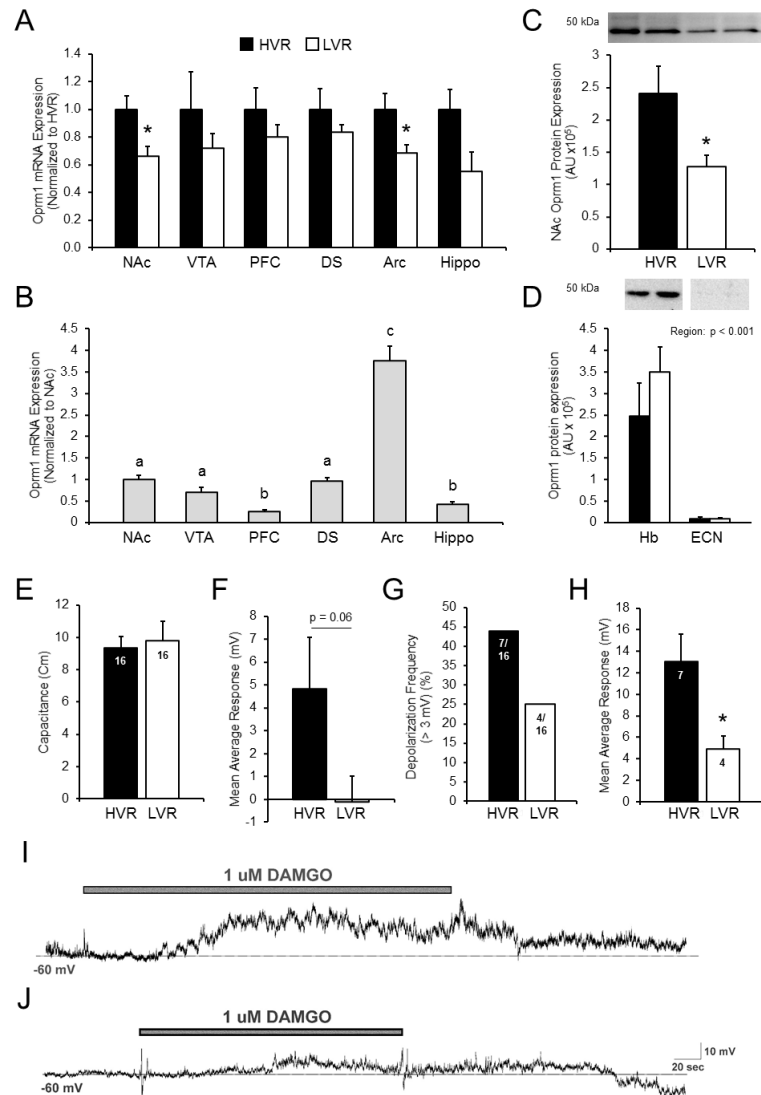 A
HVR LVR
Oprm1 mRNA Expression
(Normalized to HVR)
1.4
1.2
1.0
0.8
0.6
0.4
0.2
0.0
*
*
NAc VTA PFC DS Arc Hippo
C
50 kDa
NAc Oprm1 Protein Expression
(AU x10⁵)
3
2.5
2
1.5
1
0.5
0
*
HVR LVR
B
Oprm1 mRNA Expression
(Normalized to NAc)
4.5
4
3.5
3
2.5
2
1.5
1
0.5
0
a a b a c b
NAc VTA PFC DS Arc Hippo
D
50 kDa
Region: p < 0.001
Oprm1 protein expression
(AU x 10⁵)
4.5
4
3.5
3
2.5
2
1.5
1
0.5
0
Hb ECN
E
Capacitance (Cm)
14
12
10
8
6
4
2
0
16 16
HVR LVR
F
Mean Average Response (mV)
8
7
6
5
4
3
2
1
0
-1
p = 0.06
HVR LVR
G
Depolarization Frequency
(> 3 mV) (%)
50
45
40
35
30
25
20
15
10
5
0
7/
16
4/
16
HVR LVR
H
Mean Average Response (mV)
18
16
14
12
10
8
6
4
2
0
7
*
4
HVR LVR
I
1 uM DAMGO
-60 mV
J
1 uM DAMGO
-60 mV
10 mV
20 sec